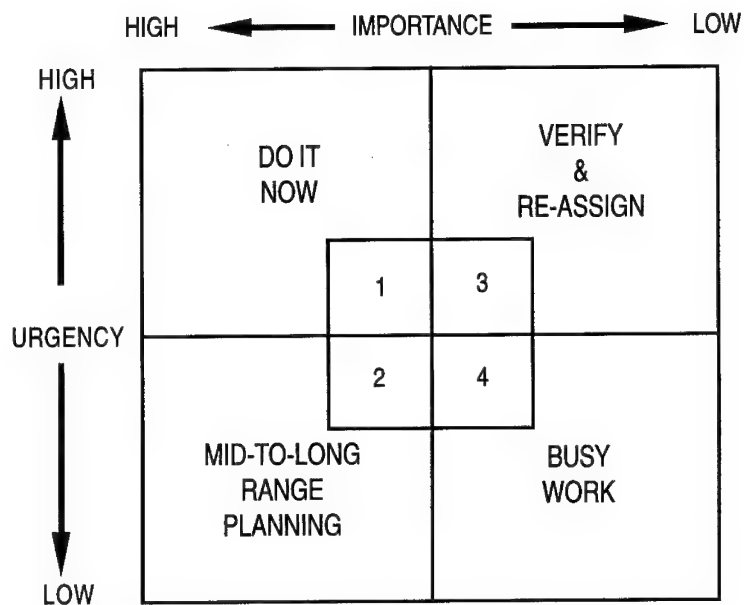 HIGH IMPORTANCE LOW
HIGH
DO IT
NOW
VERIFY
&
RE-ASSIGN
1 3
URGENCY
2 4
MID-TO-LONG
RANGE
PLANNING
BUSY
WORK
LOW